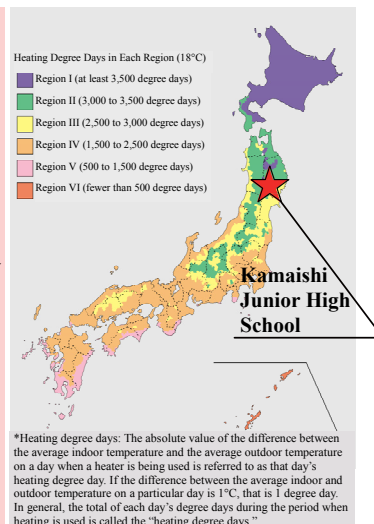 Heating Degree Days in Each Region (18°C)
Region I (at least 3,500 degree days)
Region II (3,000 to 3,500 degree days)
Region III (2,500 to 3,000 degree days)
Region IV (1,500 to 2,500 degree days)
Region V (500 to 1,500 degree days)
Region VI (fewer than 500 degree days)
Kamaishi
Junior High
School
*Heating degree days: The absolute value of the difference between
the average indoor temperature and the average outdoor temperature
on a day when a heater is being used is referred to as that day's
heating degree day. If the difference between the average indoor and
outdoor temperature on a particular day is 1°C, that is 1 degree day.
In general, the total of each day's degree days during the period when
heating is used is called the "heating degree days."